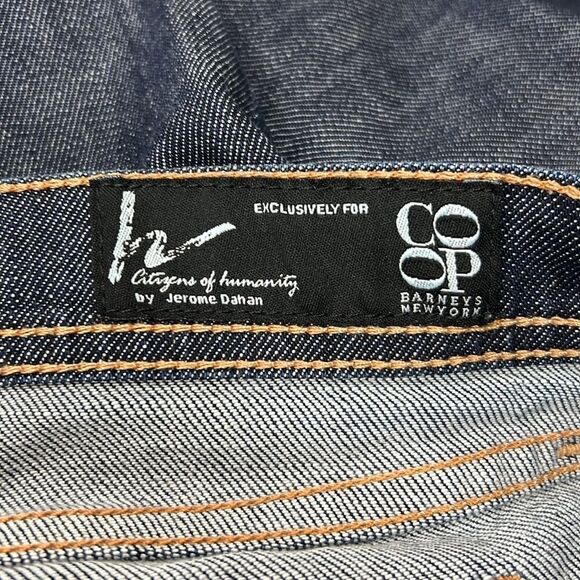 EXCLUSIVELY FOR
Citizens of humanity
by Jerome Dahan
CO
OP
BARNEYS
NEWYORK